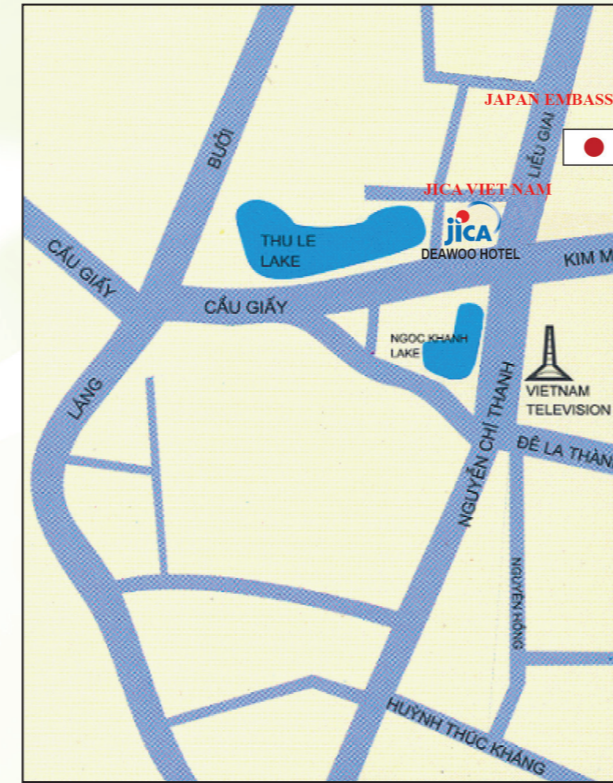 JAPAN EMBASS
BƯỞI
LIỄU GIAI
JICA VIET NAM
jicA
DEAWOO HOTEL
THU LE
LAKE
CẦU GIẤY
KIM M
CẦU GIẤY
NGOC KHANH
LAKE
VIETNAM
TELEVISION
LÁNG
NGUYỄN CHÍ THANH
ĐÊ LA THÀNH
NGUYÊN HỒNG
HUỲNH THÚC KHÁNG